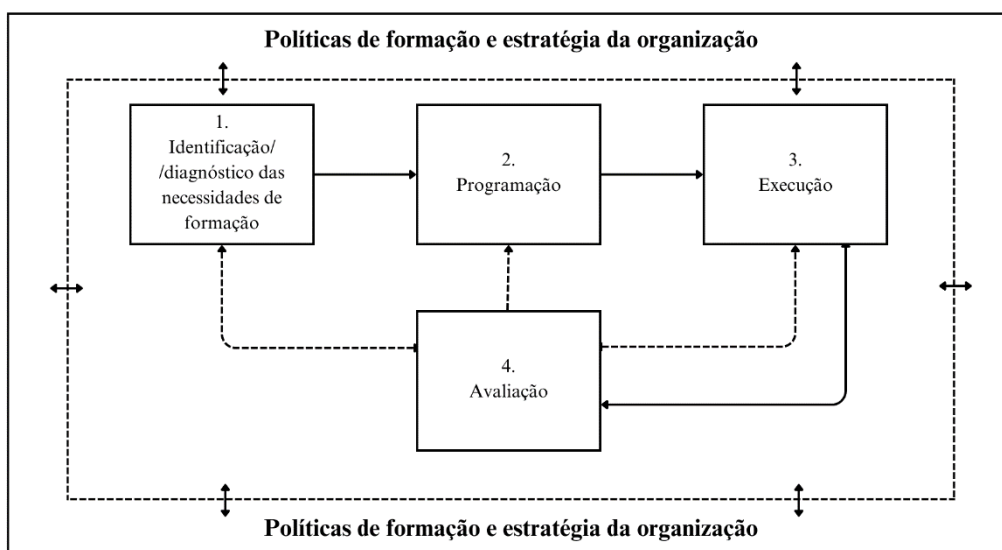 Políticas de formação e estratégia da organização
1.
Identificação/
/diagnóstico das
necessidades de
formação
2.
Programação
3.
Execução
4.
Avaliação
Políticas de formação e estratégia da organização